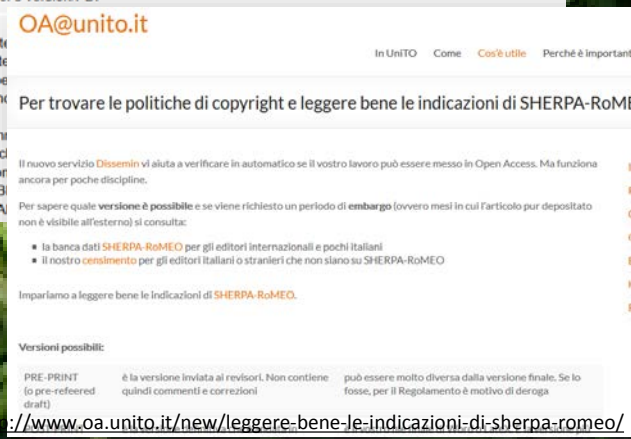 OA@unito.it
In UniTO Come Cos'è utile Perché è important
Per trovare le politiche di copyright e leggere bene le indicazioni di SHERPA-RoME
Il nuovo servizio Dissemin vi aiuta a verificare in automatico se il vostro lavoro può essere messo in Open Access. Ma funziona
ancora per poche discipline.
Per sapere quale versione è possibile e se viene richiesto un periodo di embargo (ovvero mesi in cui l'articolo pur depositato
non è visibile all'esterno) si consulta:
▪ la banca dati SHERPA-RoMEO per gli editori internazionali e pochi italiani
▪ il nostro censimento per gli editori italiani o stranieri che non siano su SHERPA-RoMEO
Impariamo a leggere bene le indicazioni di SHERPA-RoMEO.
Versioni possibili:
PRE-PRINT è la versione inviata ai revisori. Non contiene può essere molto diversa dalla versione finale. Se lo
(o pre-refeered quindi commenti e correzioni fosse, per il Regolamento è motivo di deroga
draft)
://www.oa.unito.it/new/leggere-bene-le-indicazioni-di-sherpa-romeo/